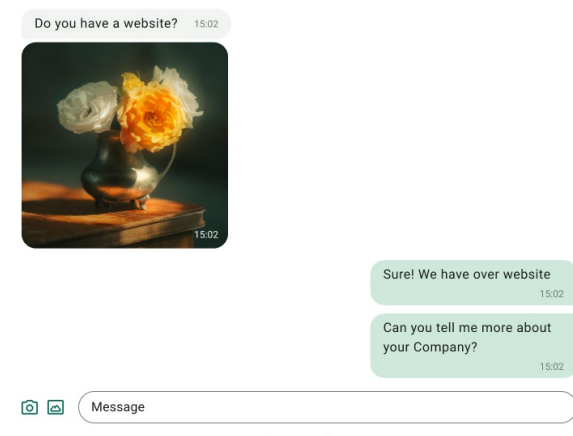 Do you have a website? 15:02
15:02
Sure! We have over website
15:02
Can you tell me more about
your Company?
15:02
Message